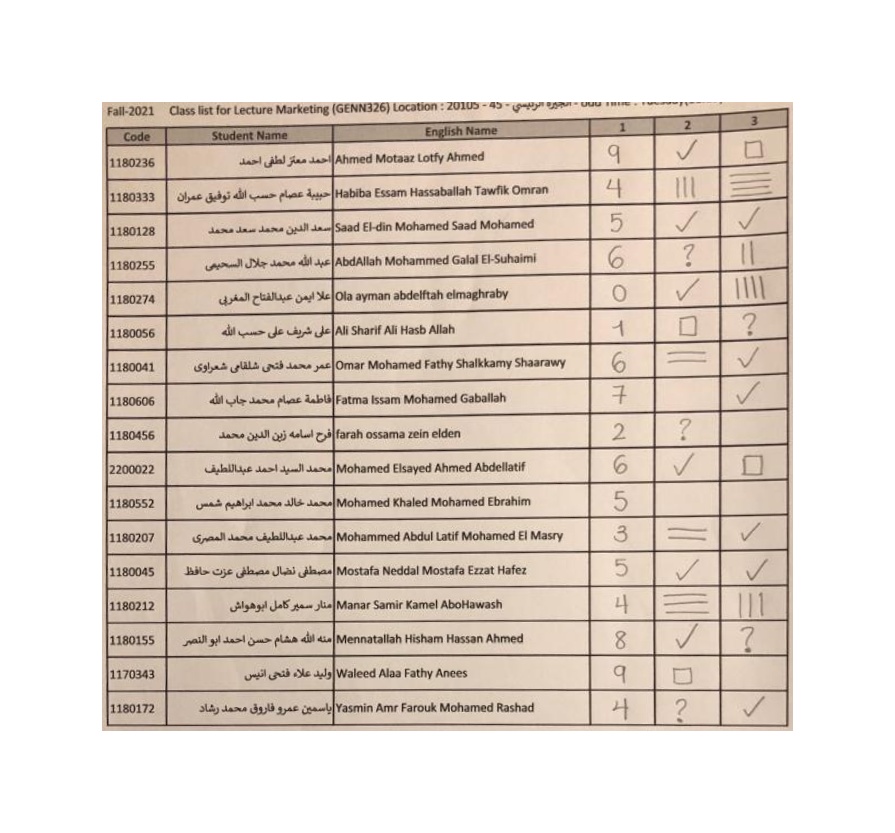 Fall-2021 Class list for Lecture Marketing (GENN326) Location : 20105 - 45 - الجيزة الرئيسي - Time : Tuesday
Code Student Name English Name 1 2 3
1180236 احمد معتز لطفى احمد Ahmed Motaaz Lotfy Ahmed 9 ✓ □
1180333 حبيبة عصام حسب الله توفيق عمران Habiba Essam Hassaballah Tawfik Omran 4 ||| ☰
1180128 سعد الدين محمد سعد محمد Saad El-din Mohamed Saad Mohamed 5 ✓ ✓
1180255 عبد الله محمد جلال السحيمى AbdAllah Mohammed Galal El-Suhaimi 6 ? ||
1180274 علا ايمن عبدالفتاح المغربى Ola ayman abdelftah elmaghraby 0 ✓ ||||
1180056 على شريف على حسب الله Ali Sharif Ali Hasb Allah 1 □ ?
1180041 عمر محمد فتحى شلقامى شعراوى Omar Mohamed Fathy Shalkkamy Shaarawy 6 = ✓
1180606 فاطمة عصام محمد جاب الله Fatma Issam Mohamed Gaballah 7 ✓
1180456 فرح اسامه زين الدين محمد farah ossama zein elden 2 ?
2200022 محمد السيد احمد عبداللطيف Mohamed Elsayed Ahmed Abdellatif 6 ✓ □
1180552 محمد خالد محمد ابراهيم شمس Mohamed Khaled Mohamed Ebrahim 5
1180207 محمد عبداللطيف محمد المصرى Mohammed Abdul Latif Mohamed El Masry 3 = ✓
1180045 مصطفى نضال مصطفى عزت حافظ Mostafa Neddal Mostafa Ezzat Hafez 5 ✓ ✓
1180212 منار سمير كامل ابوهواش Manar Samir Kamel AboHawash 4 ☰ |||
1180155 منه الله هشام حسن احمد ابو النصر Mennatallah Hisham Hassan Ahmed 8 ✓ ?
1170343 وليد علاء فتحى انيس Waleed Alaa Fathy Anees 9 □
1180172 ياسمين عمرو فاروق محمد رشاد Yasmin Amr Farouk Mohamed Rashad 4 ? ✓